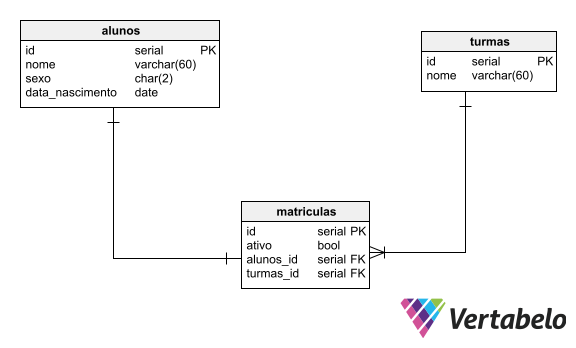 alunos
id serial PK
nome varchar(60)
sexo char(2)
data_nascimento date
turmas
id serial PK
nome varchar(60)
matriculas
id serial PK
ativo bool
alunos_id serial FK
turmas_id serial FK
Vertabelo